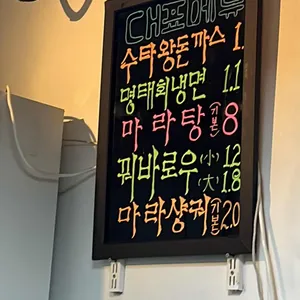 대표메뉴
수타왕돈까스 1.
명태회냉면 1.1
마라탕 (기본) 8
꿔바로우 (小) 1.2
(大) 1.8
마라샹궈 (기본) 2.0